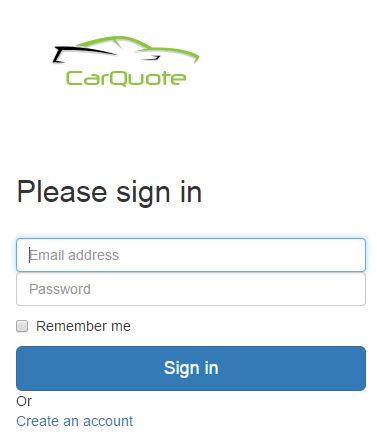 CarQuote
Please sign in
Email address
Password
Remember me
Sign in
Or
Create an account